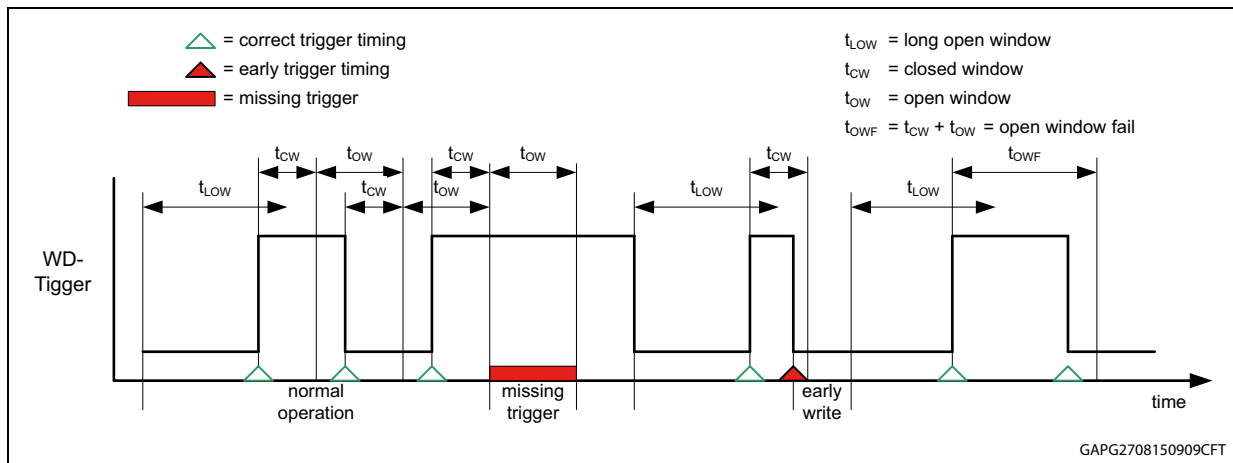 = correct trigger timing
= early trigger timing
= missing trigger
tLOW = long open window
tCW = closed window
tOW = open window
tOWF = tCW + tOW = open window fail
tCW
tOW
tCW
tOW
tCW
tOWF
tLOW
tCW
tOW
tLOW
tLOW
WD-
Tigger
normal
operation
missing
trigger
early
write
time
GAPG2708150909CFT